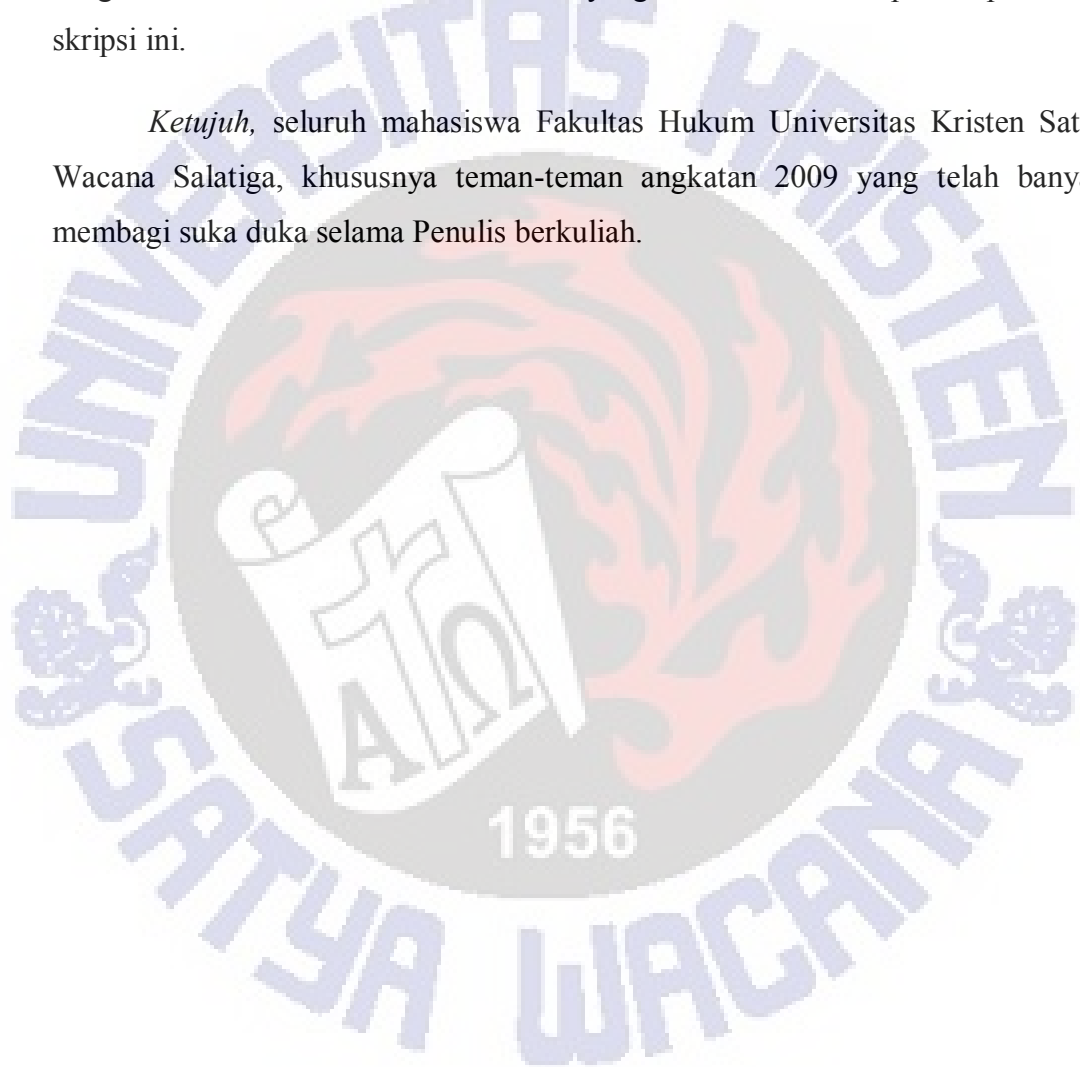 skripsi ini.
Ketujuh, seluruh mahasiswa Fakultas Hukum Universitas Kristen Sat
Wacana Salatiga, khususnya teman-teman angkatan 2009 yang telah banya
membagi suka duka selama Penulis berkuliah.
UNIVERSITAS KRISTEN
SATYA WACANA
Α Ω
1956